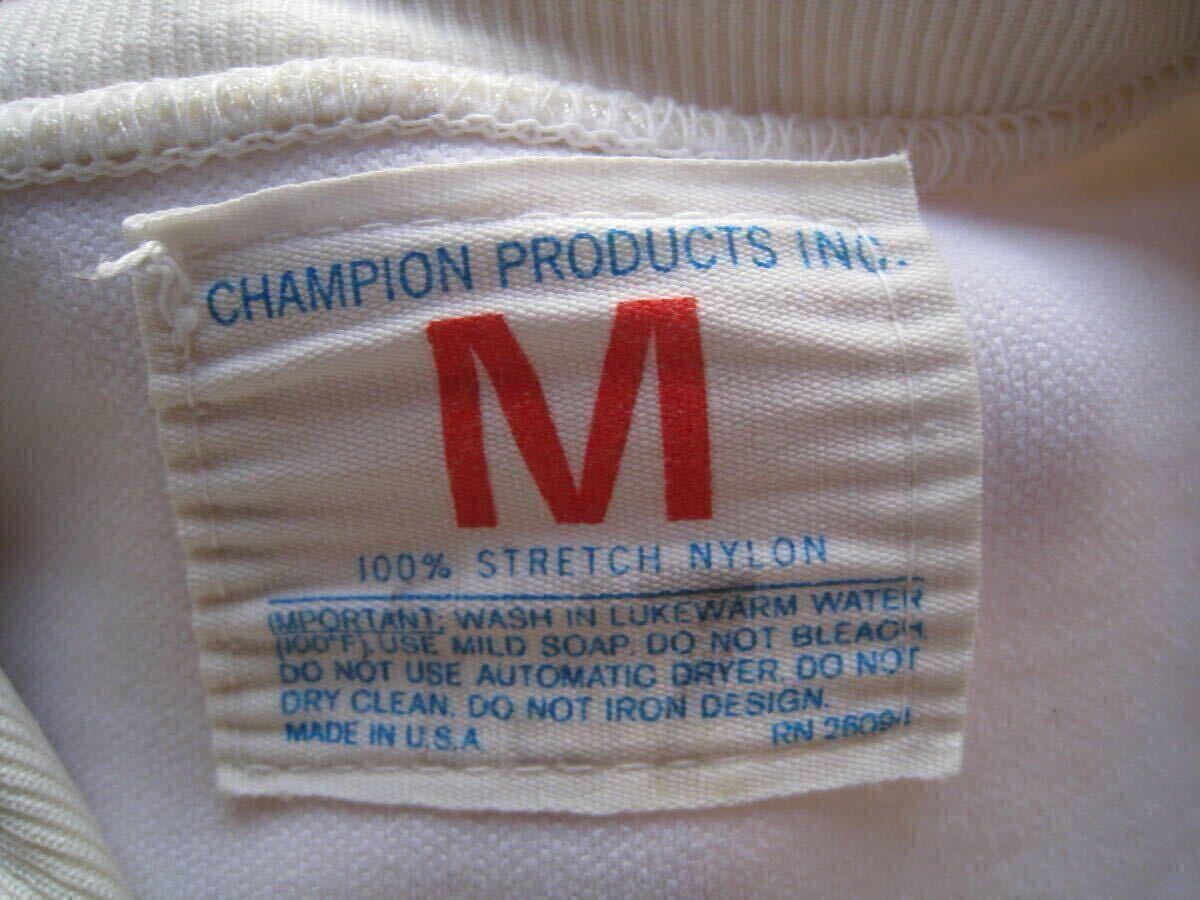 CHAMPION PRODUCTS INC.
M
100% STRETCH NYLON
IMPORTANT: WASH IN LUKEWARM WATER
(100°F). USE MILD SOAP. DO NOT BLEACH.
DO NOT USE AUTOMATIC DRYER. DO NOT
DRY CLEAN. DO NOT IRON DESIGN.
MADE IN U.S.A
RN 26094